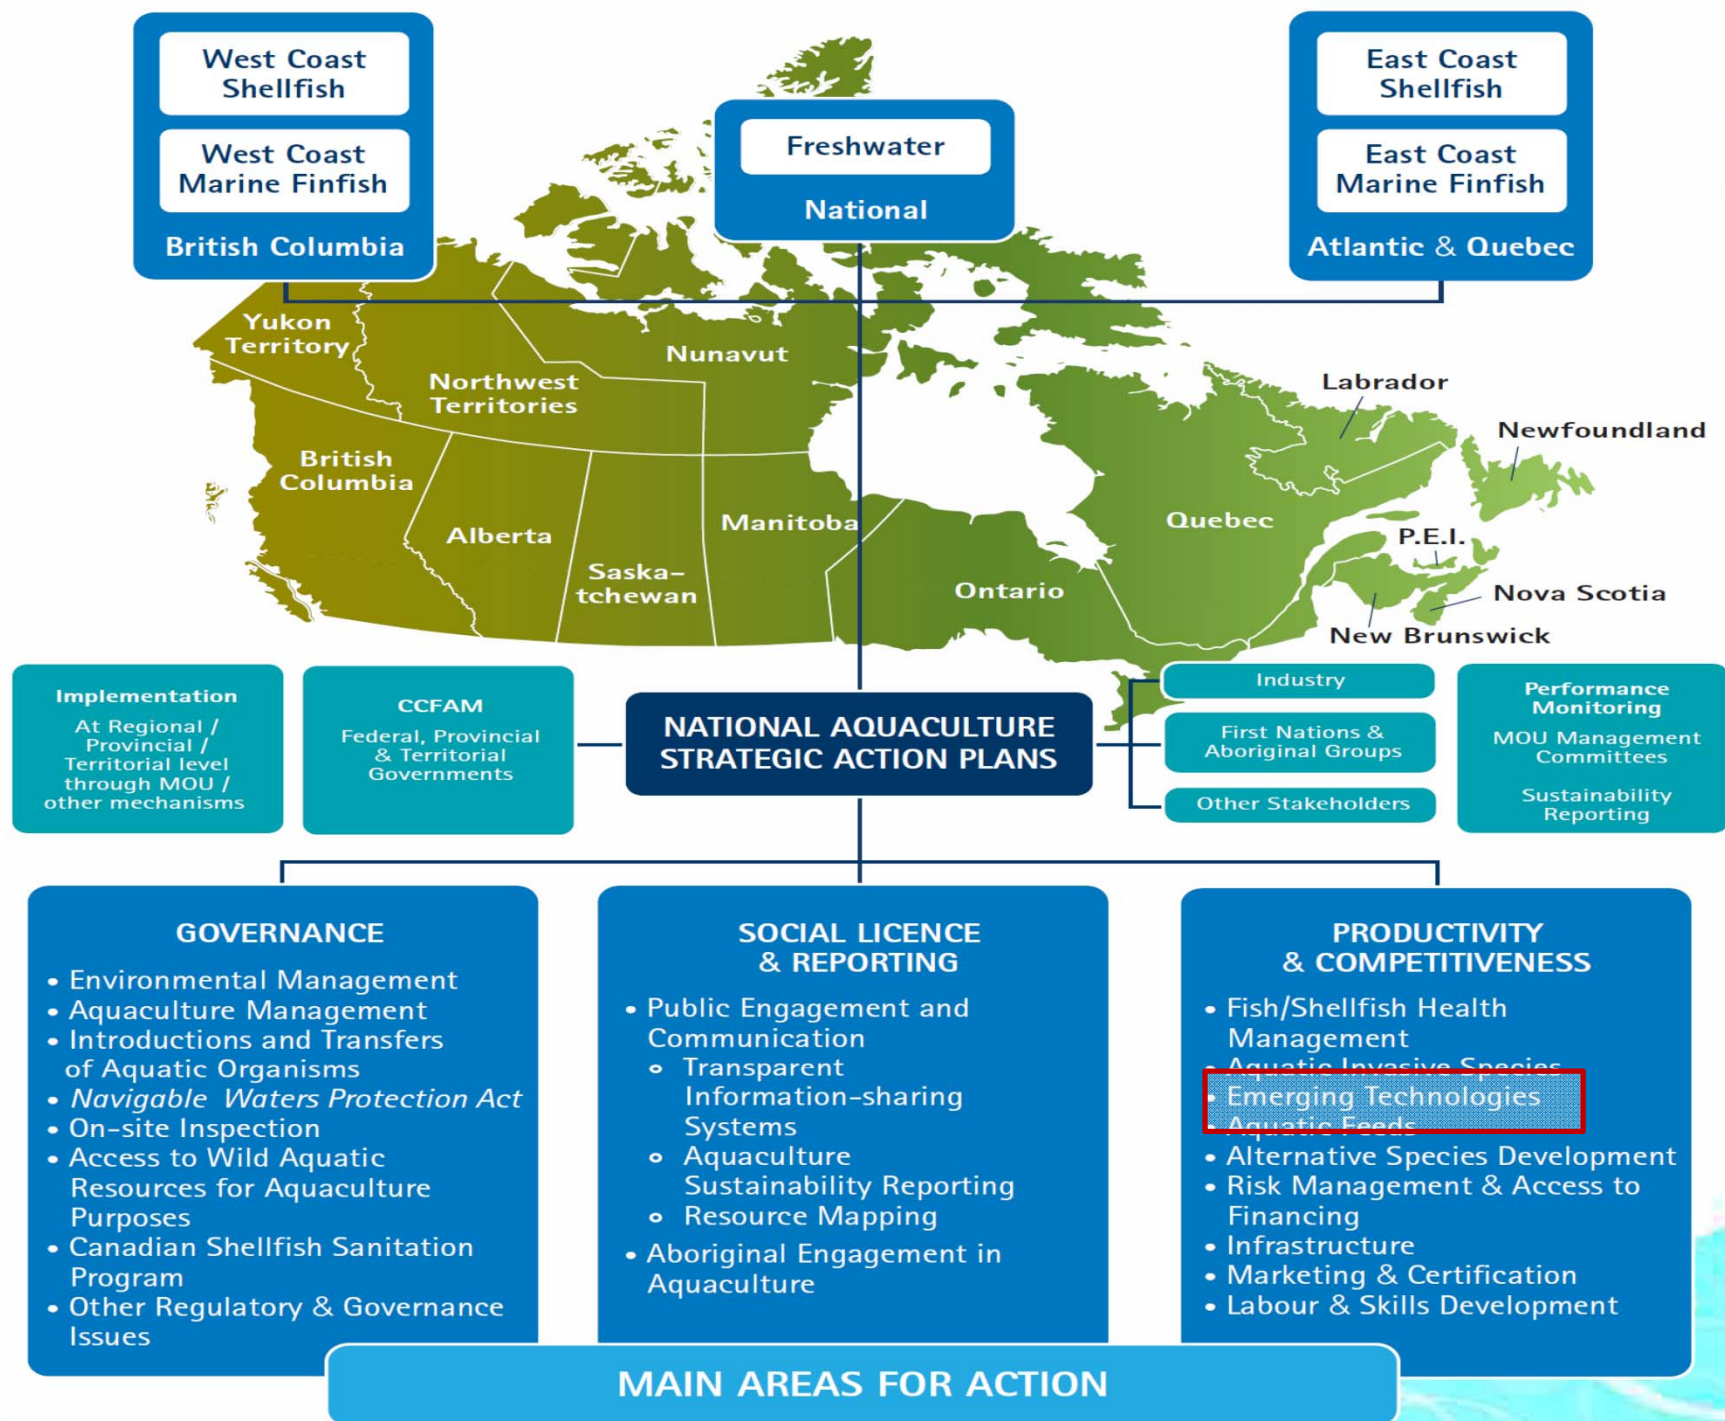 West Coast
Shellfish
West Coast
Marine Finfish
British Columbia
Freshwater
National
East Coast
Shellfish
East Coast
Marine Finfish
Atlantic & Quebec
Yukon
Territory
Northwest
Territories
Nunavut
British
Columbia
Alberta
Saska-
tchewan
Manitoba
Ontario
Quebec
Labrador
Newfoundland
P.E.I.
Nova Scotia
New Brunswick
Implementation
At Regional /
Provincial /
Territorial level
through MOU /
other mechanisms
CCFAM
Federal, Provincial
& Territorial
Governments
NATIONAL AQUACULTURE
STRATEGIC ACTION PLANS
Industry
First Nations &
Aboriginal Groups
Other Stakeholders
Performance
Monitoring
MOU Management
Committees
Sustainability
Reporting
GOVERNANCE
• Environmental Management
• Aquaculture Management
• Introductions and Transfers
of Aquatic Organisms
• Navigable Waters Protection Act
• On-site Inspection
• Access to Wild Aquatic
Resources for Aquaculture
Purposes
• Canadian Shellfish Sanitation
Program
• Other Regulatory & Governance
Issues
SOCIAL LICENCE
& REPORTING
• Public Engagement and
Communication
o Transparent
Information-sharing
Systems
o Aquaculture
Sustainability Reporting
o Resource Mapping
• Aboriginal Engagement in
Aquaculture
PRODUCTIVITY
& COMPETITIVENESS
• Fish/Shellfish Health
Management
• Aquatic Invasive Species
• Emerging Technologies
• Aquatic Feeds
• Alternative Species Development
• Risk Management & Access to
Financing
• Infrastructure
• Marketing & Certification
• Labour & Skills Development
MAIN AREAS FOR ACTION